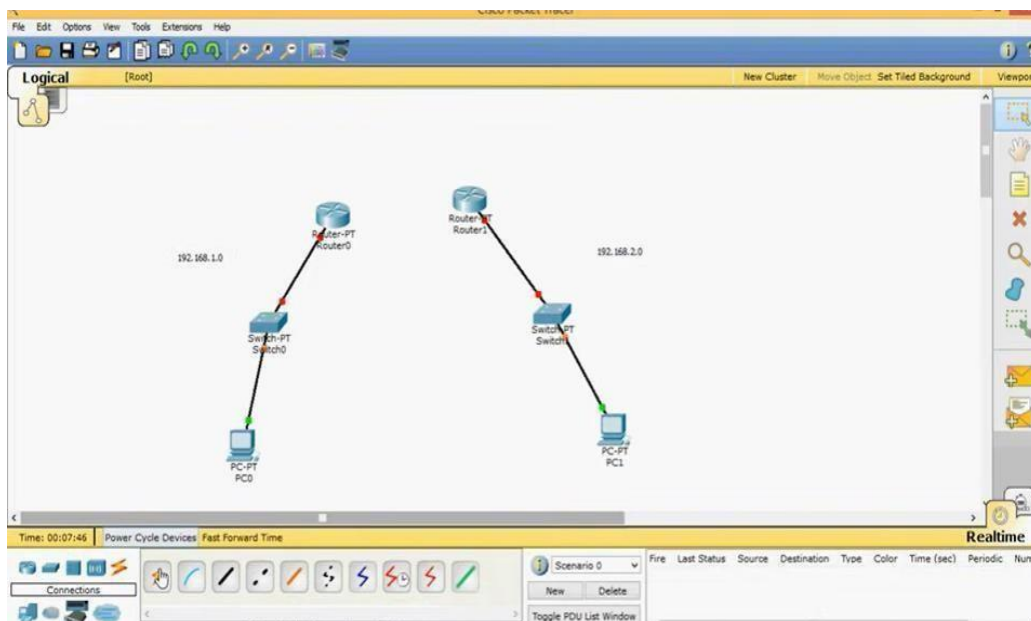 Cisco Packet Tracer
File Edit Options View Tools Extensions Help
Logical [Root] New Cluster Move Object Set Tiled Background Viewpor
Router-PT
Router0
Router-PT
Router1
192.168.1.0
192.168.2.0
Switch-PT
Switch0
Switch-PT
Switch
PC-PT
PC0
PC-PT
PC1
Time: 00:07:46 Power Cycle Devices Fast Forward Time Realtime
Connections
Scenario 0
New Delete
Toggle PDU List Window
Fire Last Status Source Destination Type Color Time (sec) Periodic Num